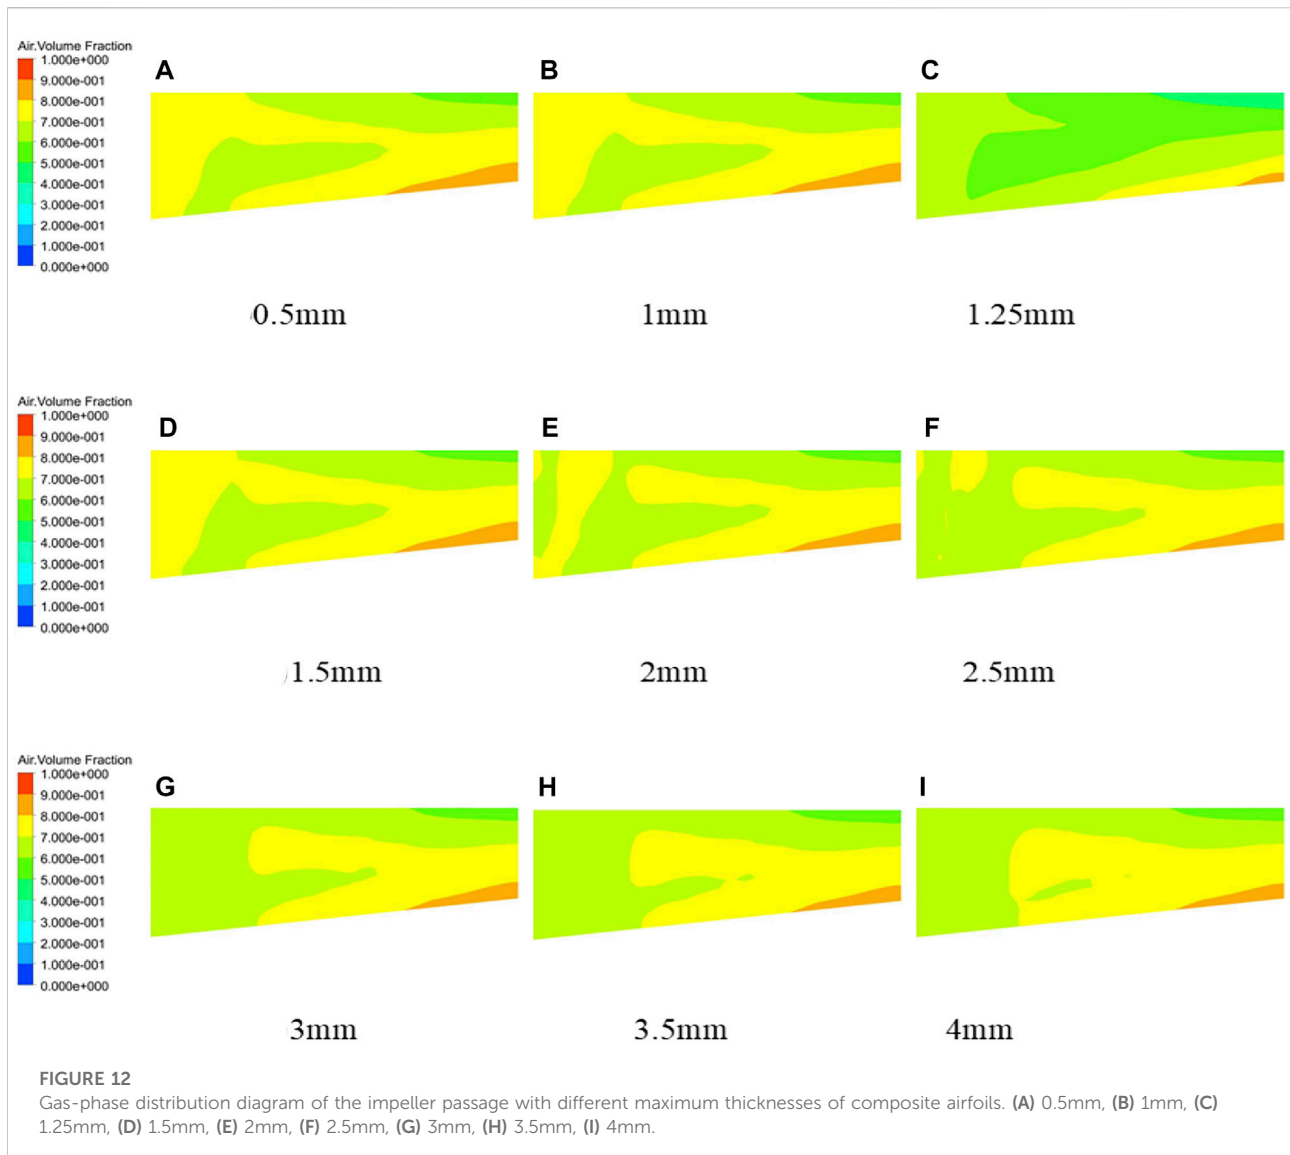 Air.Volume Fraction
1.000e+000
9.000e-001
8.000e-001
7.000e-001
6.000e-001
5.000e-001
4.000e-001
3.000e-001
2.000e-001
1.000e-001
0.000e+000
A
B
C
0.5mm
1mm
1.25mm
Air.Volume Fraction
1.000e+000
9.000e-001
8.000e-001
7.000e-001
6.000e-001
5.000e-001
4.000e-001
3.000e-001
2.000e-001
1.000e-001
0.000e+000
D
E
F
1.5mm
2mm
2.5mm
Air.Volume Fraction
1.000e+000
9.000e-001
8.000e-001
7.000e-001
6.000e-001
5.000e-001
4.000e-001
3.000e-001
2.000e-001
1.000e-001
0.000e+000
G
H
I
3mm
3.5mm
4mm
FIGURE 12
Gas-phase distribution diagram of the impeller passage with different maximum thicknesses of composite airfoils. (A) 0.5mm, (B) 1mm, (C)
1.25mm, (D) 1.5mm, (E) 2mm, (F) 2.5mm, (G) 3mm, (H) 3.5mm, (I) 4mm.